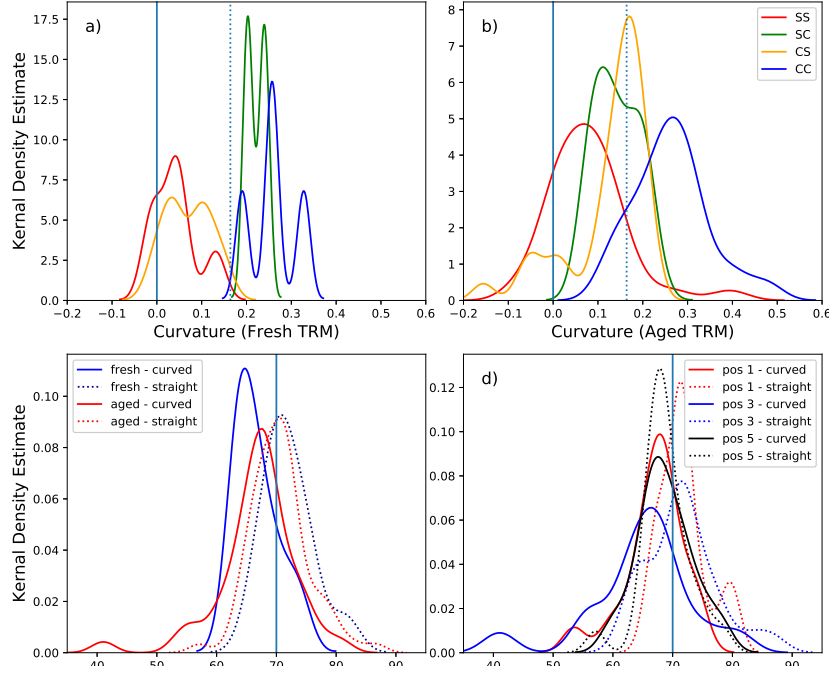 a)
17.5
15.0
12.5
10.0
7.5
5.0
2.5
0.0
Kernal Density Estimate
−0.2 −0.1 0.0 0.1 0.2 0.3 0.4 0.5 0.6
Curvature (Fresh TRM)
b)
SS
SC
CS
CC
8
7
6
5
4
3
2
1
0
−0.2 −0.1 0.0 0.1 0.2 0.3 0.4 0.5 0.6
Curvature (Aged TRM)
fresh - curved
fresh - straight
aged - curved
aged - straight
0.10
0.08
0.06
0.04
0.02
0.00
Kernal Density Estimate
40 50 60 70 80 90
d)
pos 1 - curved
pos 1 - straight
pos 3 - curved
pos 3 - straight
pos 5 - curved
pos 5 - straight
0.12
0.10
0.08
0.06
0.04
0.02
0.00
40 50 60 70 80 90